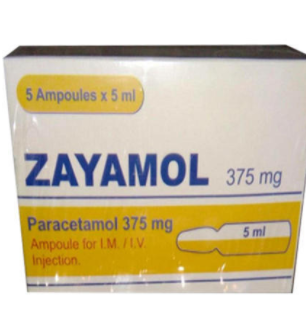 5 Ampoules x 5 ml
ZAYAMOL 375 mg
Paracetamol 375 mg
Ampoule for I.M. / I.V.
Injection.
5 ml